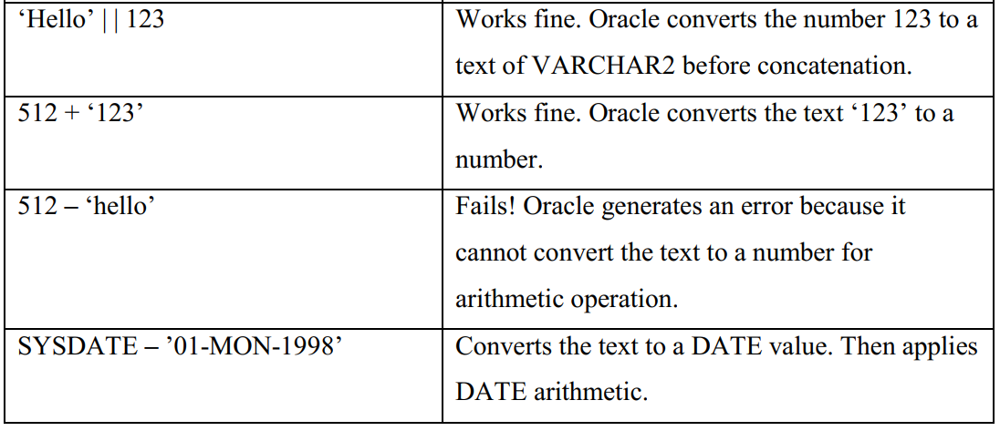 ‘Hello’ || 123
Works fine. Oracle converts the number 123 to a
text of VARCHAR2 before concatenation.
512 + ‘123’
Works fine. Oracle converts the text ‘123’ to a
number.
512 – ‘hello’
Fails! Oracle generates an error because it
cannot convert the text to a number for
arithmetic operation.
SYSDATE – ’01-MON-1998’
Converts the text to a DATE value. Then applies
DATE arithmetic.